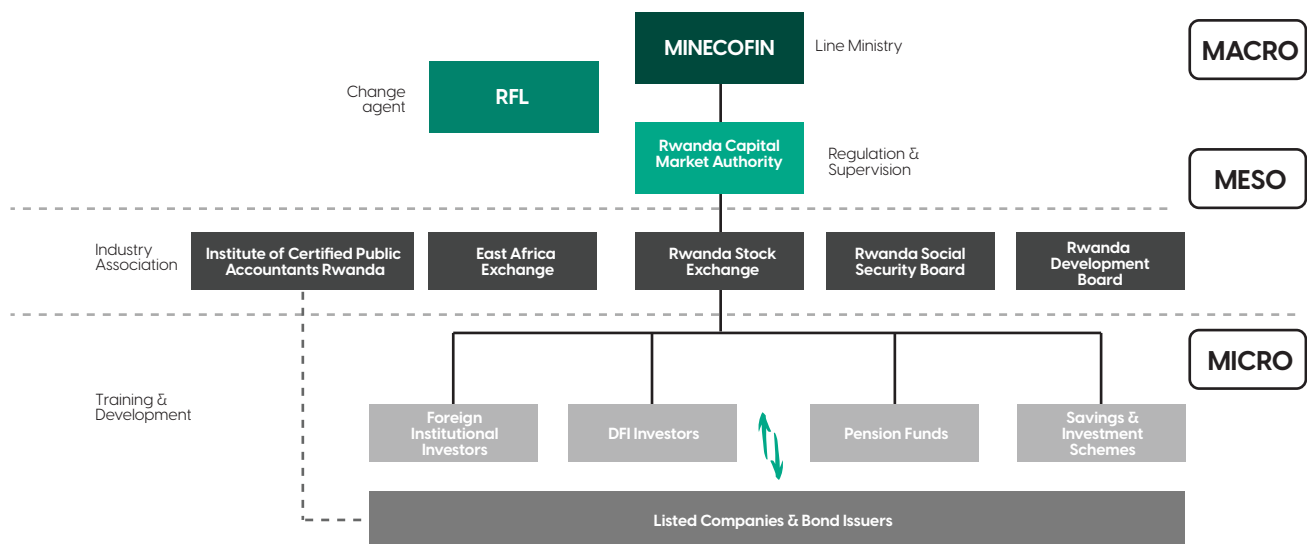 MINECOFIN
Line Ministry
MACRO
Change
agent
RFL
Rwanda Capital
Market Authority
Regulation &
Supervision
MESO
Industry
Association
Institute of Certified Public
Accountants Rwanda
East Africa
Exchange
Rwanda Stock
Exchange
Rwanda Social
Security Board
Rwanda
Development
Board
MICRO
Training &
Development
Foreign
Institutional
Investors
DFI Investors
Pension Funds
Savings &
Investment
Schemes
Listed Companies & Bond Issuers